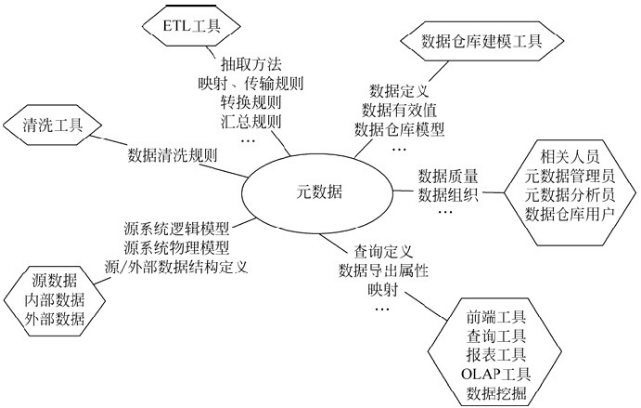 ETL工具
抽取方法
映射、传输规则
转换规则
汇总规则
…
数据仓库建模工具
数据定义
数据有效值
数据仓库模型
…
清洗工具
数据清洗规则
元数据
数据质量
数据组织
…
相关人员
元数据管理员
元数据分析员
数据仓库用户
源系统逻辑模型
源系统物理模型
源/外部数据结构定义
源数据
内部数据
外部数据
查询定义
数据导出属性
映射
…
前端工具
查询工具
报表工具
OLAP工具
数据挖掘